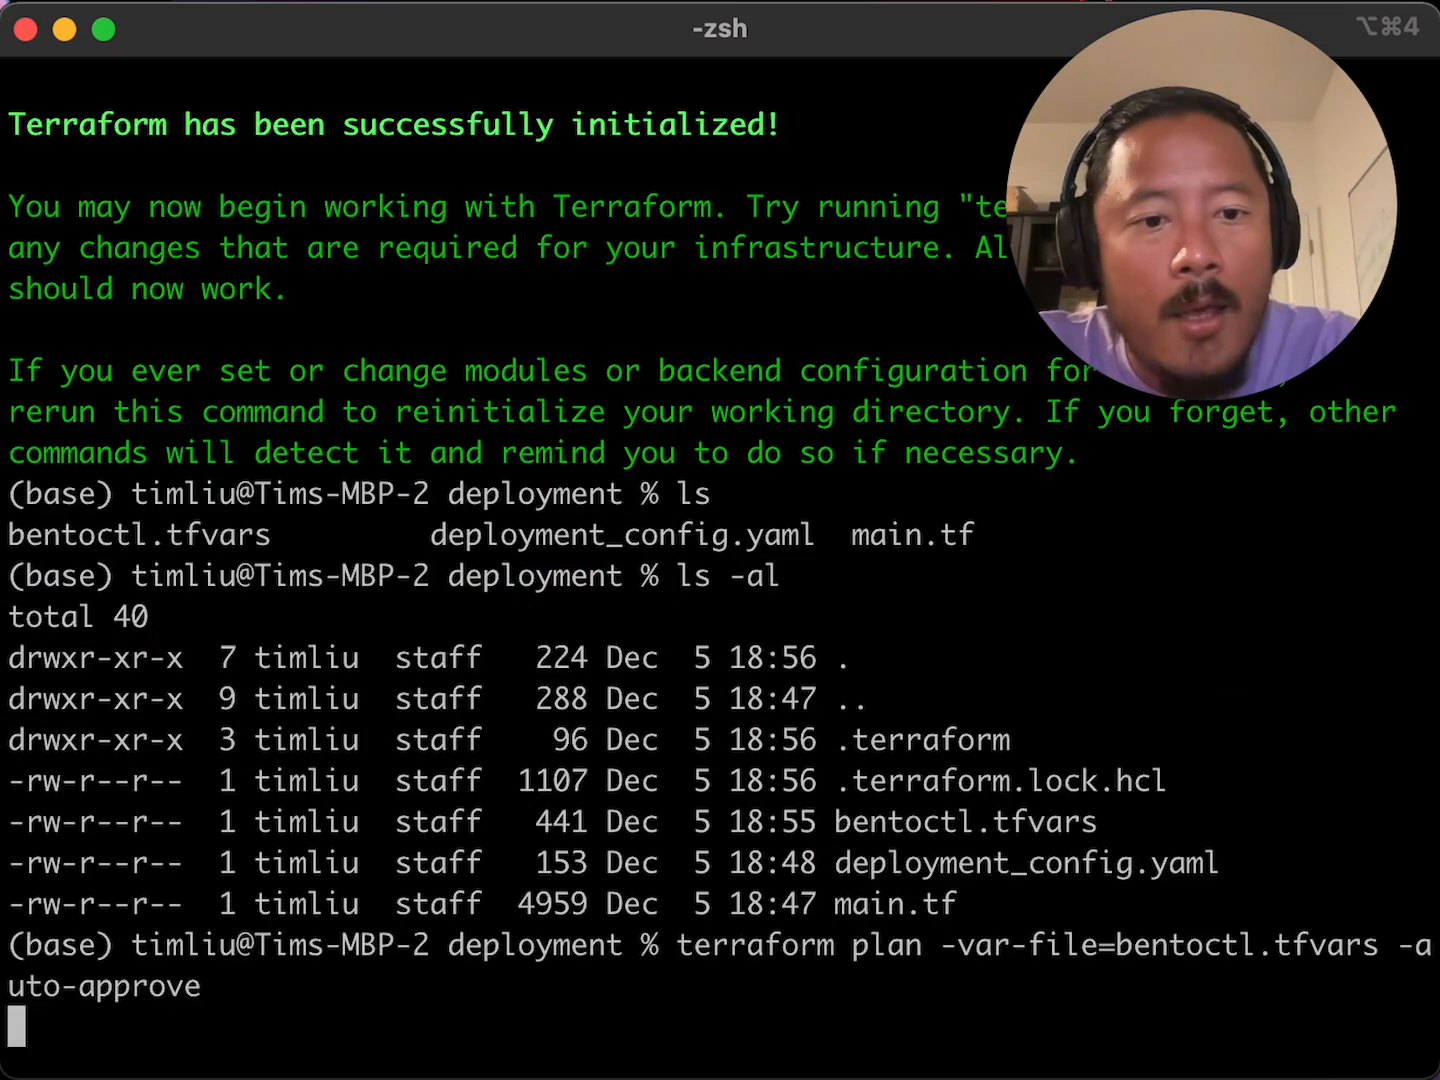 -zsh
⌥⌘4
Terraform has been successfully initialized!
You may now begin working with Terraform. Try running "te
any changes that are required for your infrastructure. Al
should now work.
If you ever set or change modules or backend configuration for
rerun this command to reinitialize your working directory. If you forget, other
commands will detect it and remind you to do so if necessary.
(base) timliu@Tims-MBP-2 deployment % ls
bentoctl.tfvars deployment_config.yaml main.tf
(base) timliu@Tims-MBP-2 deployment % ls -al
total 40
drwxr-xr-x 7 timliu staff 224 Dec 5 18:56 .
drwxr-xr-x 9 timliu staff 288 Dec 5 18:47 ..
drwxr-xr-x 3 timliu staff 96 Dec 5 18:56 .terraform
-rw-r--r-- 1 timliu staff 1107 Dec 5 18:56 .terraform.lock.hcl
-rw-r--r-- 1 timliu staff 441 Dec 5 18:55 bentoctl.tfvars
-rw-r--r-- 1 timliu staff 153 Dec 5 18:48 deployment_config.yaml
-rw-r--r-- 1 timliu staff 4959 Dec 5 18:47 main.tf
(base) timliu@Tims-MBP-2 deployment % terraform plan -var-file=bentoctl.tfvars -a
uto-approve